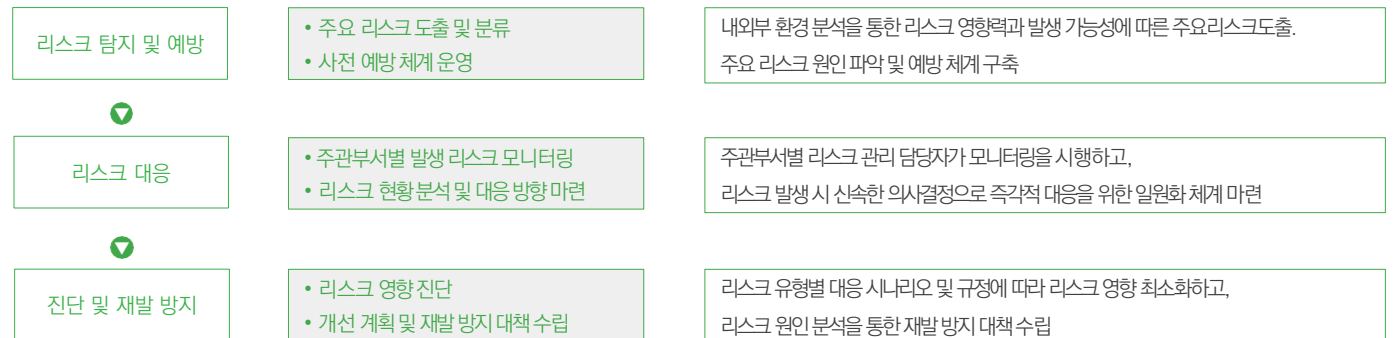 리스크 탐지 및 예방
• 주요 리스크 도출 및 분류
• 사전 예방 체계 운영
내외부 환경 분석을 통한 리스크 영향력과 발생 가능성에 따른 주요리스크도출.
주요 리스크 원인 파악 및 예방 체계 구축
리스크 대응
• 주관부서별 발생 리스크 모니터링
• 리스크 현황 분석 및 대응 방향 마련
주관부서별 리스크 관리 담당자가 모니터링을 시행하고,
리스크 발생 시 신속한 의사결정으로 즉각적 대응을 위한 일원화 체계 마련
진단 및 재발 방지
• 리스크 영향 진단
• 개선 계획 및 재발 방지 대책 수립
리스크 유형별 대응 시나리오 및 규정에 따라 리스크 영향 최소화하고,
리스크 원인 분석을 통한 재발 방지 대책 수립